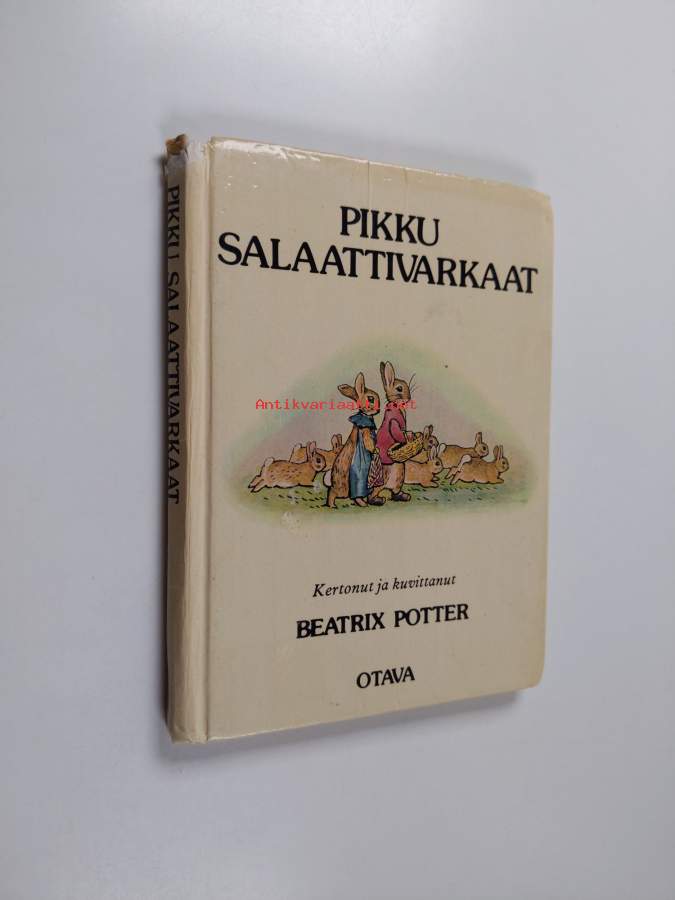 PIKKU SALAATTIVARKAAT
PIKKU
SALAATTIVARKAAT
Antikvariaatti.net
Kertonut ja kuvittanut
BEATRIX POTTER
OTAVA